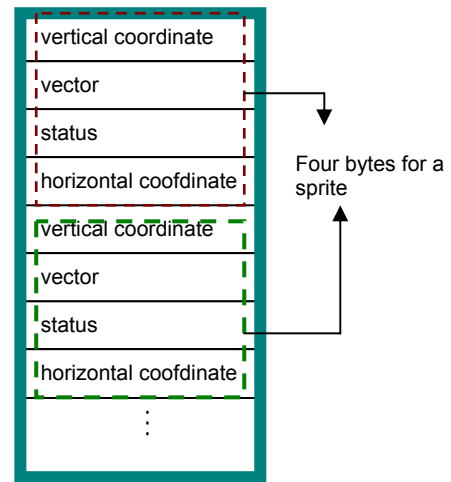 vertical coordinate
vector
status
horizontal coofdinate
vertical coordinate
vector
status
horizontal coofdinate
⋮
Four bytes for a
sprite